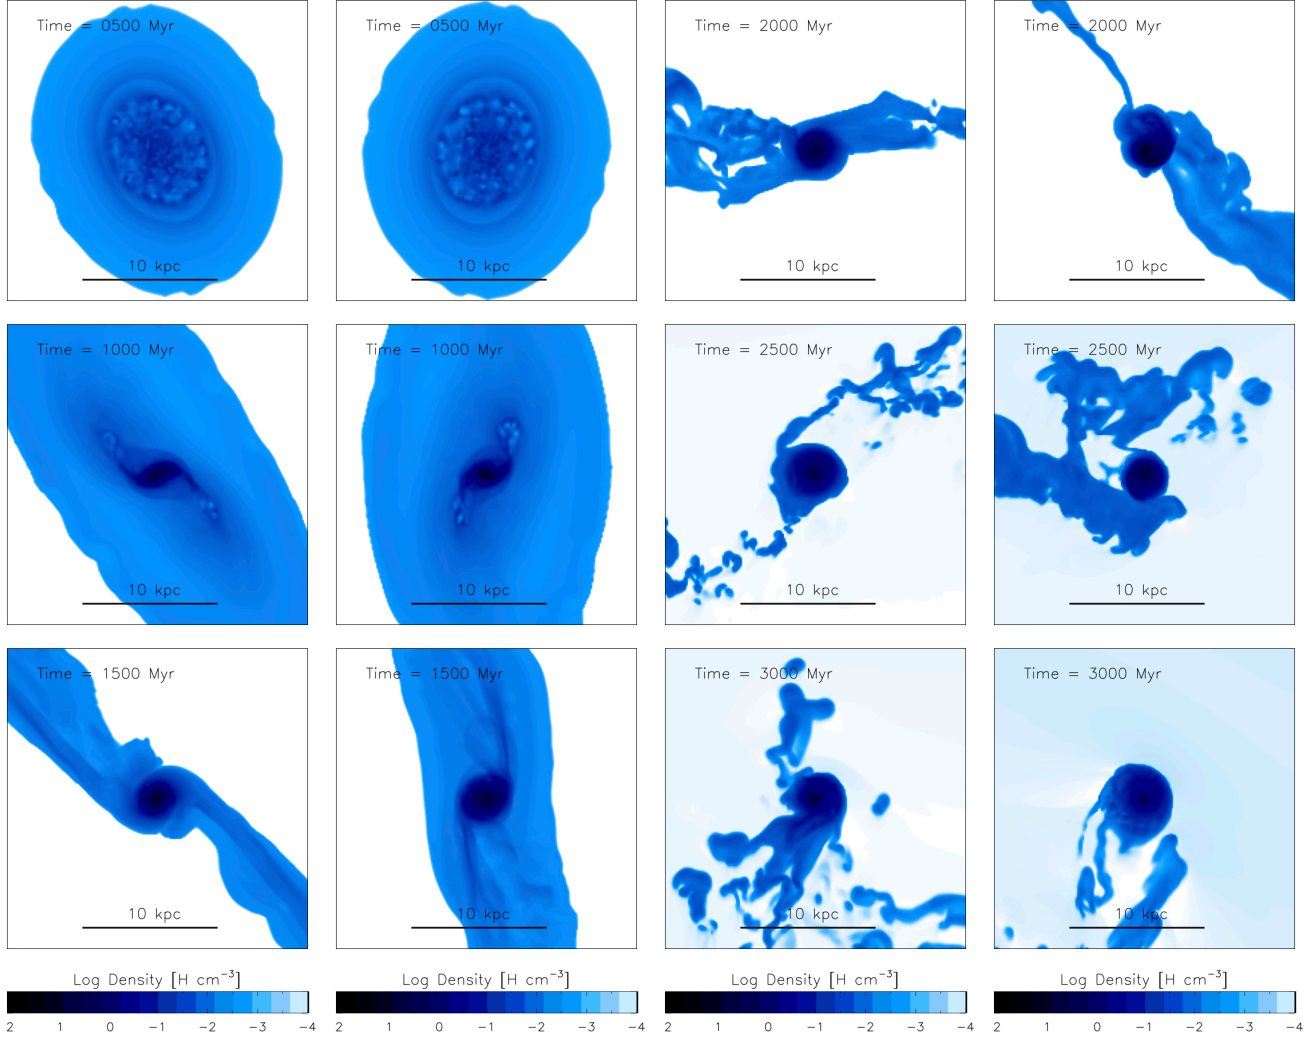 Time = 0500 Myr
Time = 0500 Myr
Time = 2000 Myr
Time = 2000 Myr
10 kpc
10 kpc
10 kpc
10 kpc
Time = 1000 Myr
Time = 1000 Myr
Time = 2500 Myr
Time = 2500 Myr
10 kpc
10 kpc
10 kpc
10 kpc
Time = 1500 Myr
Time = 1500 Myr
Time = 3000 Myr
Time = 3000 Myr
10 kpc
10 kpc
10 kpc
10 kpc
Log Density [H cm⁻³]
Log Density [H cm⁻³]
Log Density [H cm⁻³]
Log Density [H cm⁻³]
2 1 0 −1 −2 −3 −4
2 1 0 −1 −2 −3 −4
2 1 0 −1 −2 −3 −4
2 1 0 −1 −2 −3 −4